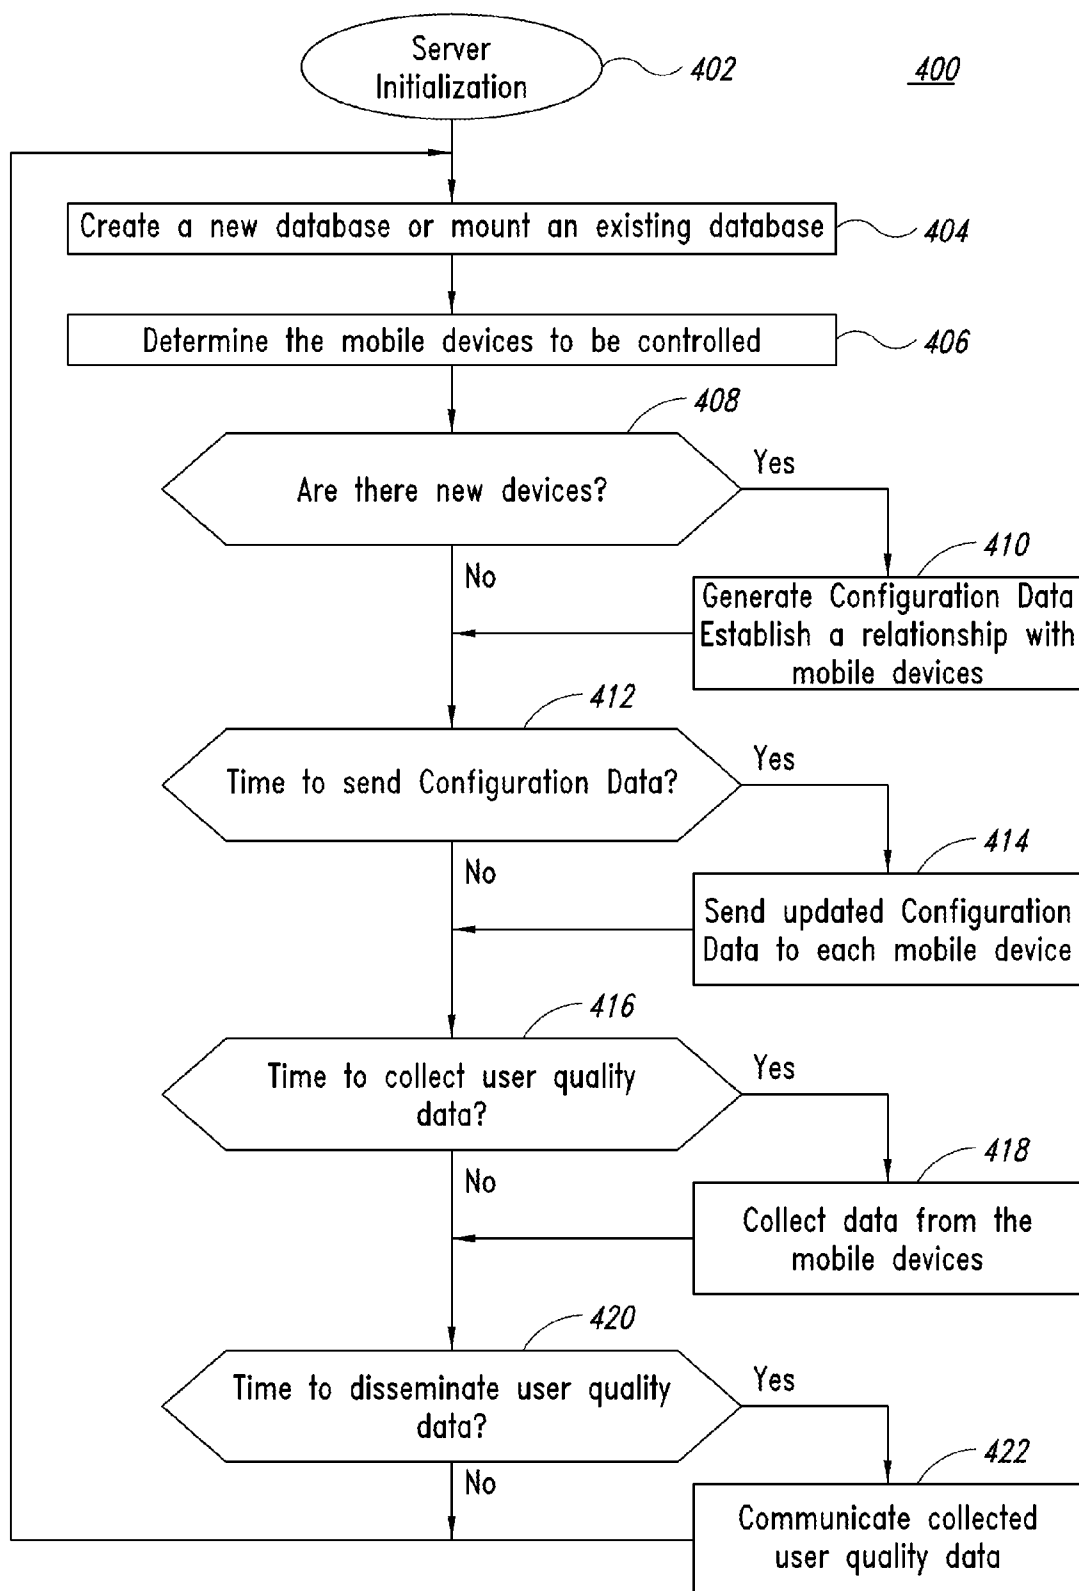 Server
Initialization
402
400
Create a new database or mount an existing database
404
Determine the mobile devices to be controlled
406
408
Are there new devices?
Yes
No
410
Generate Configuration Data
Establish a relationship with
mobile devices
412
Time to send Configuration Data?
Yes
No
414
Send updated Configuration
Data to each mobile device
416
Time to collect user quality
data?
Yes
No
418
Collect data from the
mobile devices
420
Time to disseminate user quality
data?
Yes
No
422
Communicate collected
user quality data